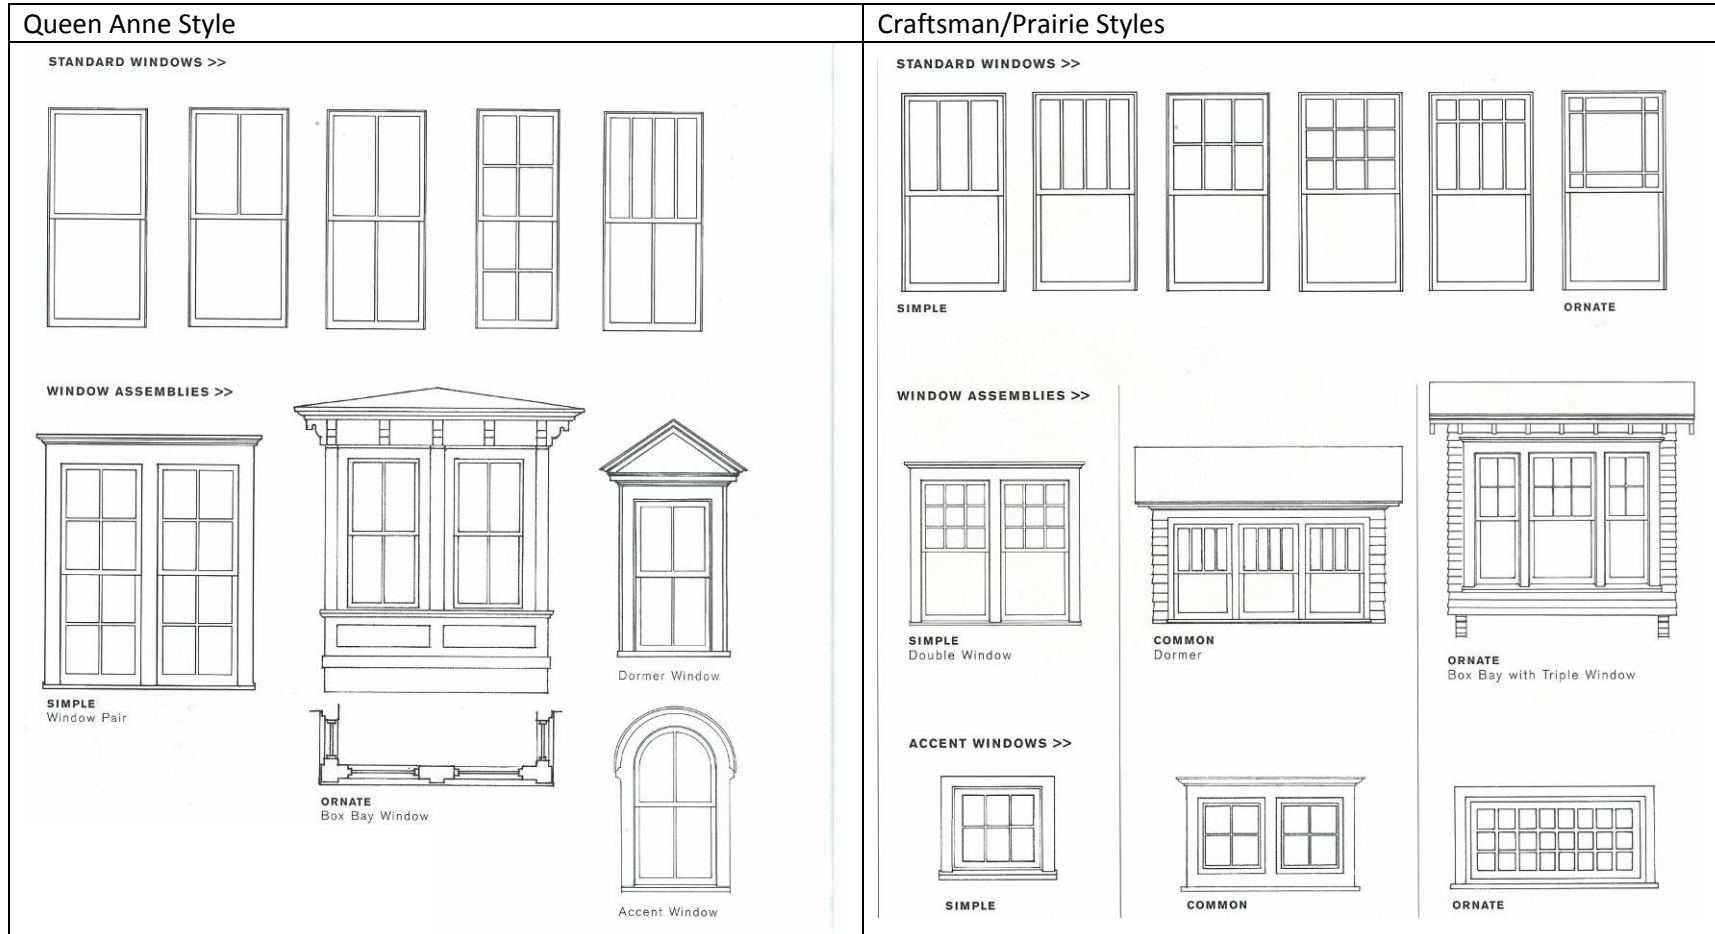 Queen Anne Style
STANDARD WINDOWS >>
WINDOW ASSEMBLIES >>
SIMPLE
Window Pair
ORNATE
Box Bay Window
Dormer Window
Accent Window
Craftsman/Prairie Styles
STANDARD WINDOWS >>
SIMPLE
ORNATE
WINDOW ASSEMBLIES >>
SIMPLE
Double Window
COMMON
Dormer
ORNATE
Box Bay with Triple Window
ACCENT WINDOWS >>
SIMPLE
COMMON
ORNATE